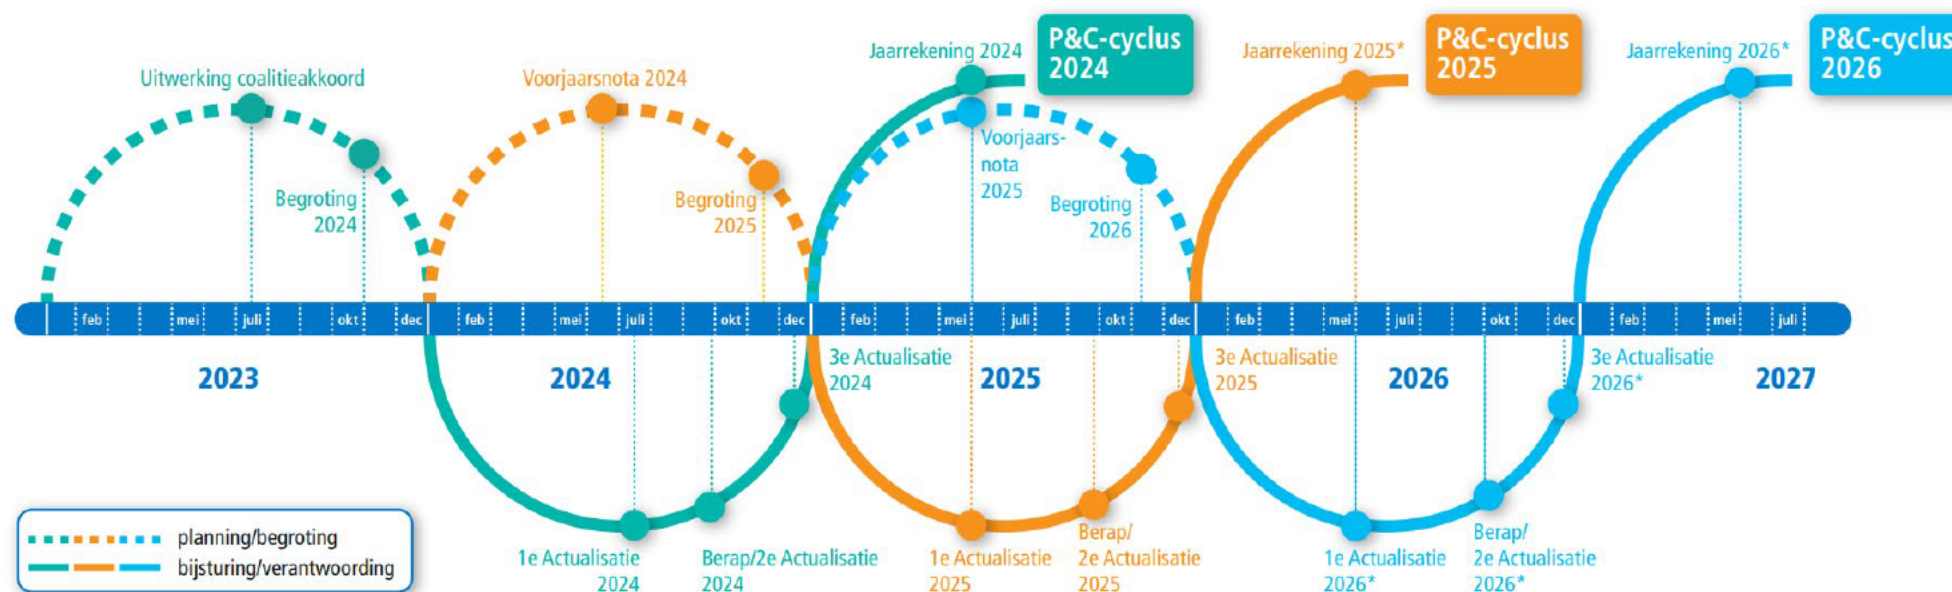 Jaarrekening 2024
P&C-cyclus
2024
Jaarrekening 2025*
P&C-cyclus
2025
Jaarrekening 2026*
P&C-cyclus
2026
Uitwerking coalitieakkoord
Voorjaarsnota 2024
Voorjaars-
nota
2025
Begroting
2024
Begroting
2025
Begroting
2026
feb mei juli okt dec feb mei juli okt dec feb mei juli okt dec feb mei juli okt dec feb mei juli
2023
2024
3e Actualisatie
2024
2025
3e Actualisatie
2025
2026
3e Actualisatie
2026*
2027
planning/begroting
bijsturing/verantwoording
1e Actualisatie
2024
Berap/2e Actualisatie
2024
1e Actualisatie
2025
Berap/
2e Actualisatie
2025
1e Actualisatie
2026*
Berap/
2e Actualisatie
2026*